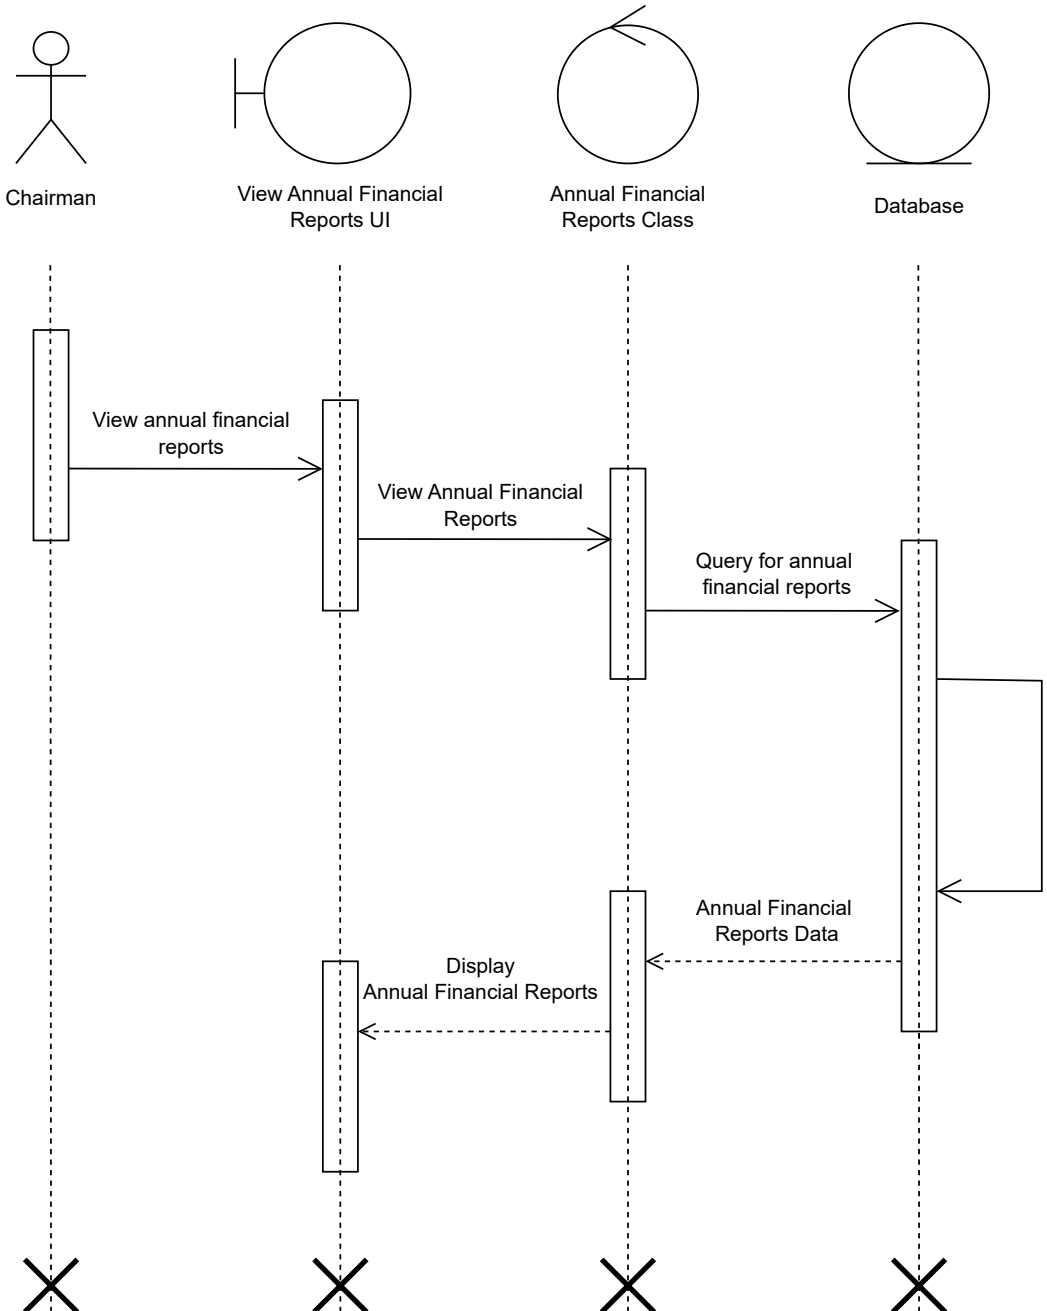 Chairman
View Annual Financial
Reports UI
Annual Financial
Reports Class
Database
View annual financial
reports
View Annual Financial
Reports
Query for annual
financial reports
Annual Financial
Reports Data
Display
Annual Financial Reports